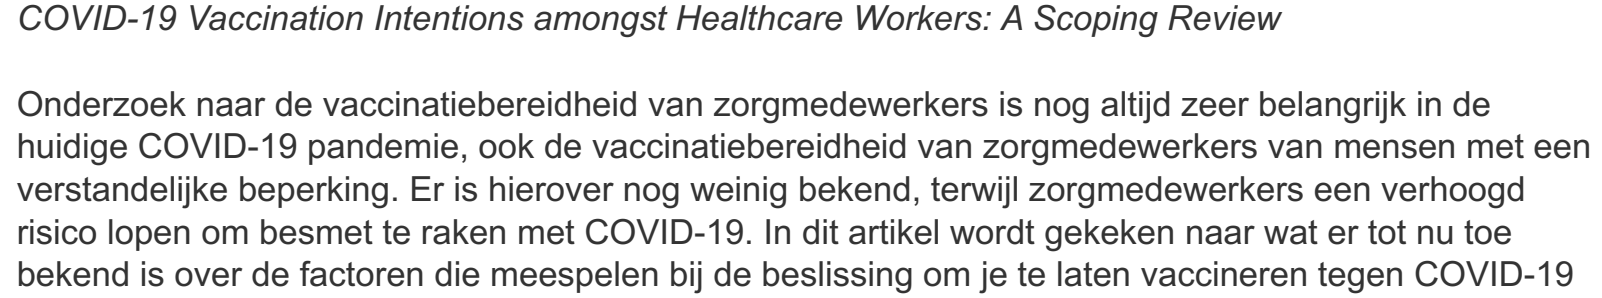 COVID-19 Vaccination Intentions amongst Healthcare Workers: A Scoping Review
Onderzoek naar de vaccinatiebereidheid van zorgmedewerkers is nog altijd zeer belangrijk in de
huidige COVID-19 pandemie, ook de vaccinatiebereidheid van zorgmedewerkers van mensen met een
verstandelijke beperking. Er is hierover nog weinig bekend, terwijl zorgmedewerkers een verhoogd
risico lopen om besmet te raken met COVID-19. In dit artikel wordt gekeken naar wat er tot nu toe
bekend is over de factoren die meespelen bij de beslissing om je te laten vaccineren tegen COVID-19